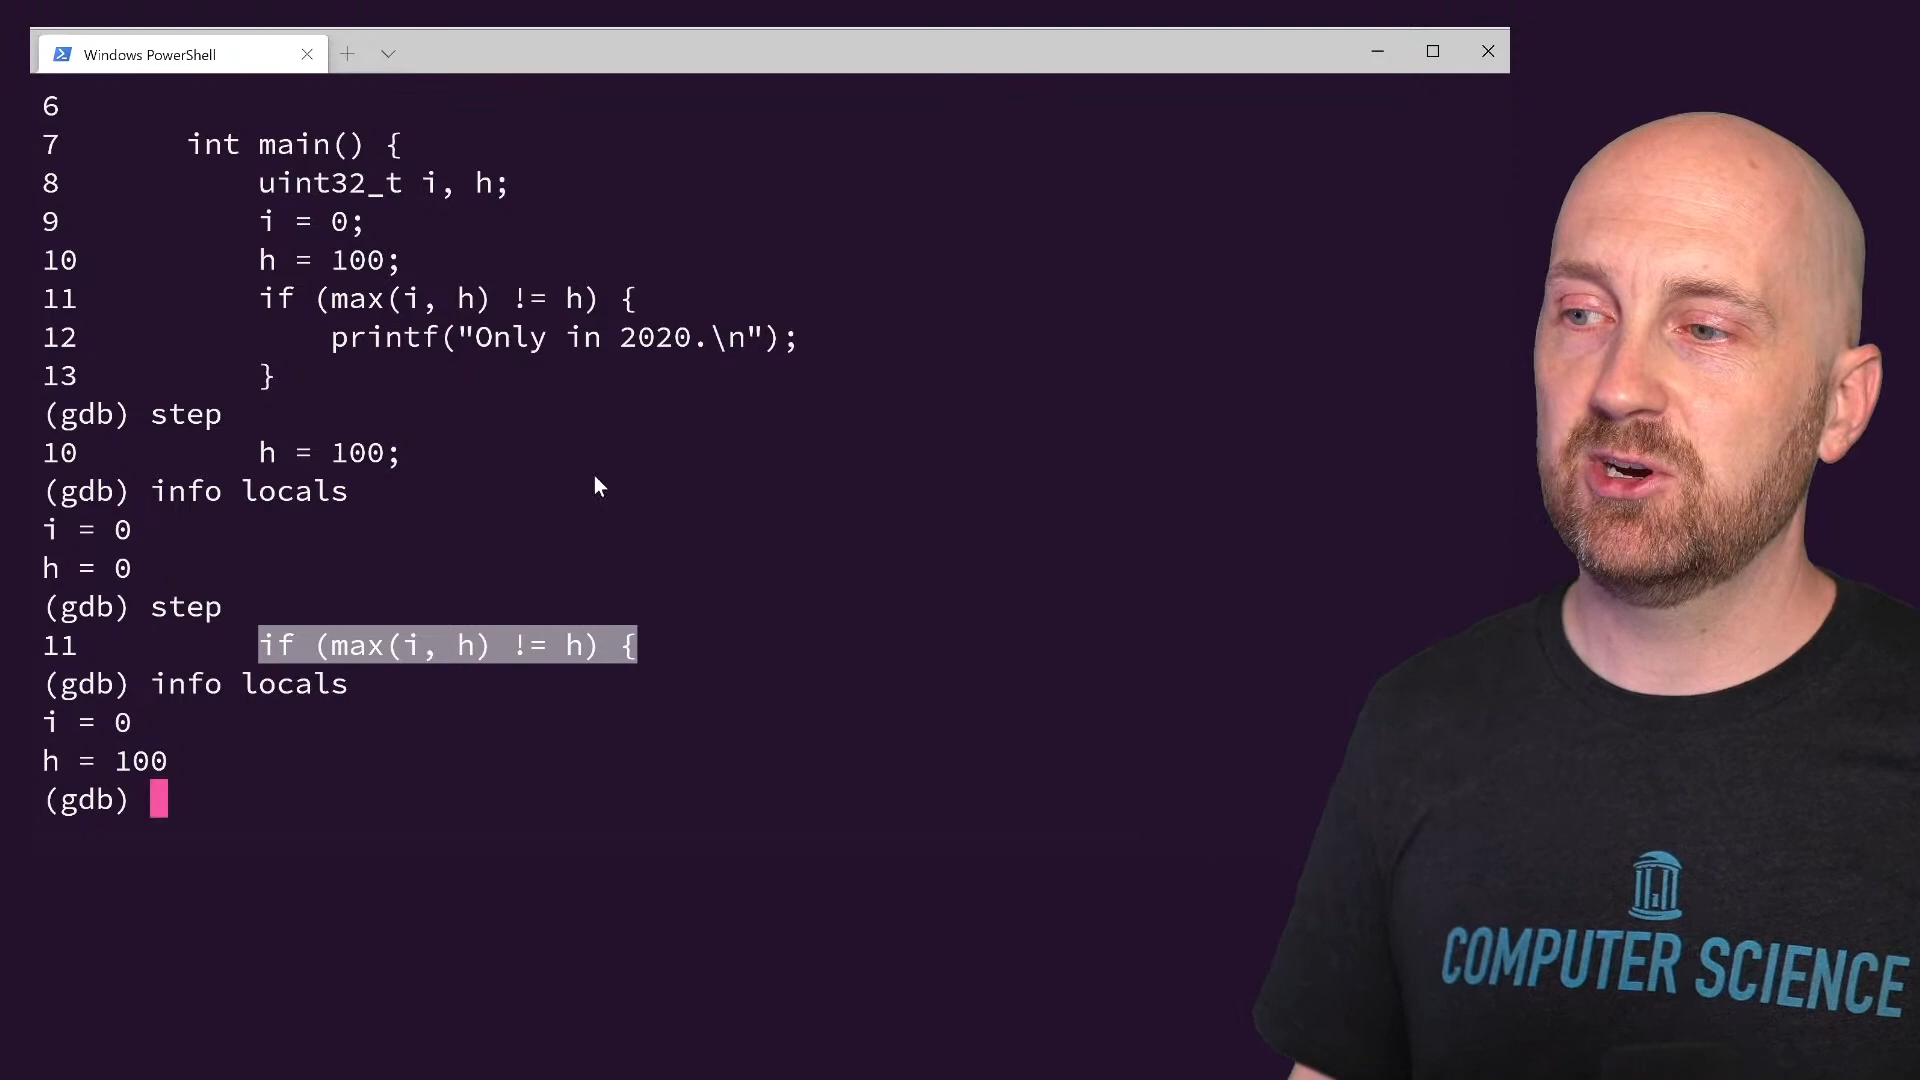 Windows PowerShell
6
7 int main() {
8 uint32_t i, h;
9 i = 0;
10 h = 100;
11 if (max(i, h) != h) {
12 printf("Only in 2020.\n");
13 }
(gdb) step
10 h = 100;
(gdb) info locals
i = 0
h = 0
(gdb) step
11 if (max(i, h) != h) {
(gdb) info locals
i = 0
h = 100
(gdb)
COMPUTER SCIENCE